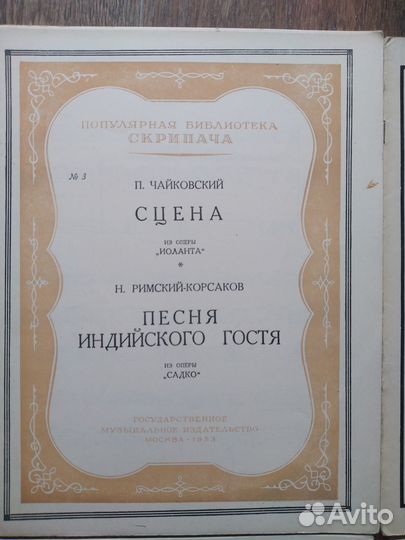 ПОПУЛЯРНАЯ БИБЛИОТЕКА
СКРИПАЧА
№ 3
П. ЧАЙКОВСКИЙ
СЦЕНА
ИЗ ОПЕРЫ
„ИОЛАНТА“
*
Н. РИМСКИЙ-КОРСАКОВ
ПЕСНЯ
ИНДИЙСКОГО ГОСТЯ
ИЗ ОПЕРЫ
„САДКО“
ГОСУДАРСТВЕННОЕ
МУЗЫКАЛЬНОЕ ИЗДАТЕЛЬСТВО
МОСКВА · 1953
Avito